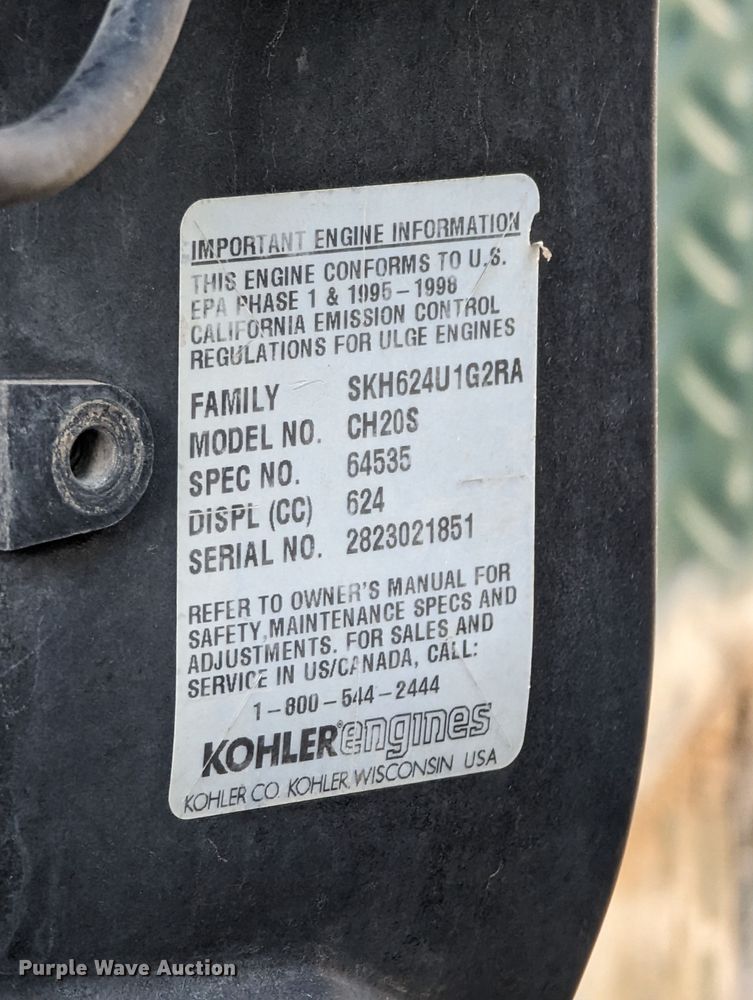 IMPORTANT ENGINE INFORMATION
THIS ENGINE CONFORMS TO U.S.
EPA PHASE 1 & 1995-1998
CALIFORNIA EMISSION CONTROL
REGULATIONS FOR ULGE ENGINES
FAMILY SKH624U1G2RA
MODEL NO. CH20S
SPEC NO. 64535
DISPL (CC) 624
SERIAL NO. 2823021851
REFER TO OWNER'S MANUAL FOR
SAFETY,MAINTENANCE SPECS AND
ADJUSTMENTS. FOR SALES AND
SERVICE IN US/CANADA, CALL:
1-800-544-2444
KOHLER® engines
KOHLER CO. KOHLER, WISCONSIN USA
Purple Wave Auction